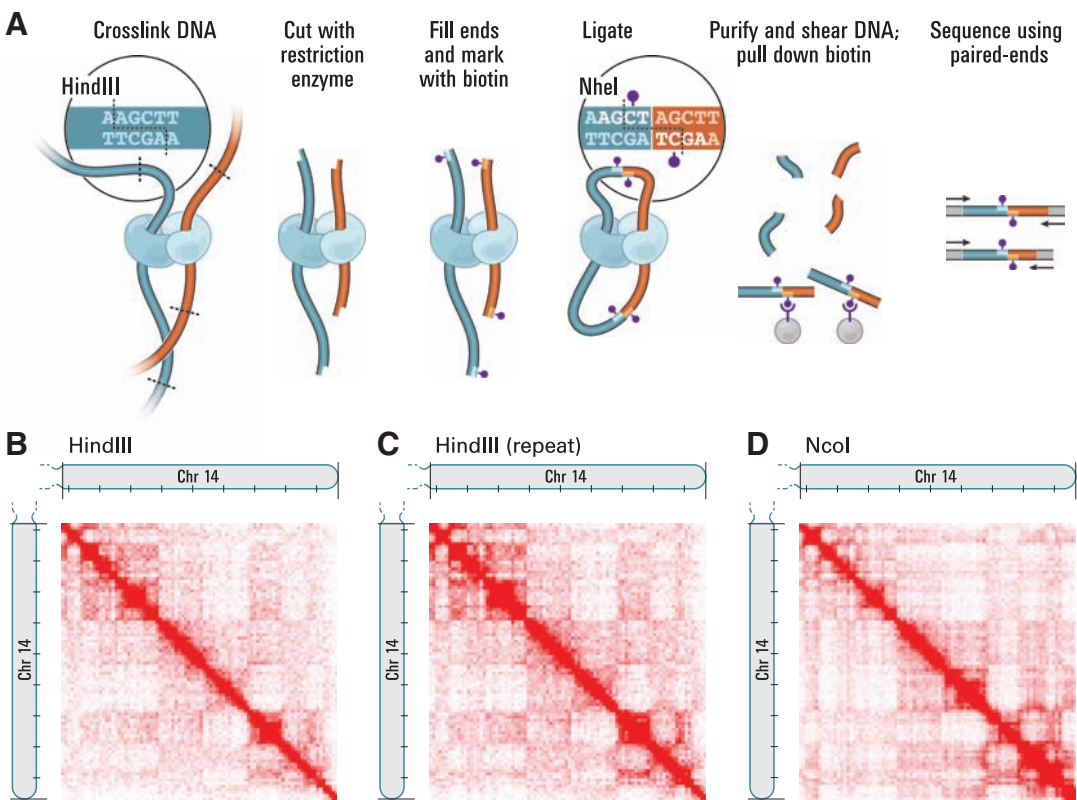 A
Crosslink DNA
Cut with
restriction
enzyme
Fill ends
and mark
with biotin
Ligate
Purify and shear DNA;
pull down biotin
Sequence using
paired-ends
HindIII
AAGCTT
TTCGAA
NheI
AAGCT AGCTT
TTCGA TCGAA
B
HindIII
Chr 14
Chr 14
C
HindIII (repeat)
Chr 14
Chr 14
D
NcoI
Chr 14
Chr 14